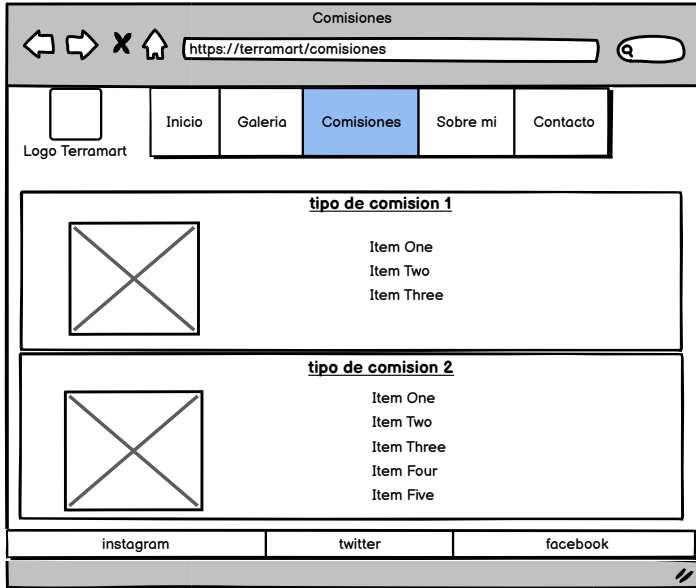 Comisiones
https://terramart/comisiones
Logo Terramart
Inicio
Galeria
Comisiones
Sobre mi
Contacto
tipo de comision 1
Item One
Item Two
Item Three
tipo de comision 2
Item One
Item Two
Item Three
Item Four
Item Five
instagram
twitter
facebook